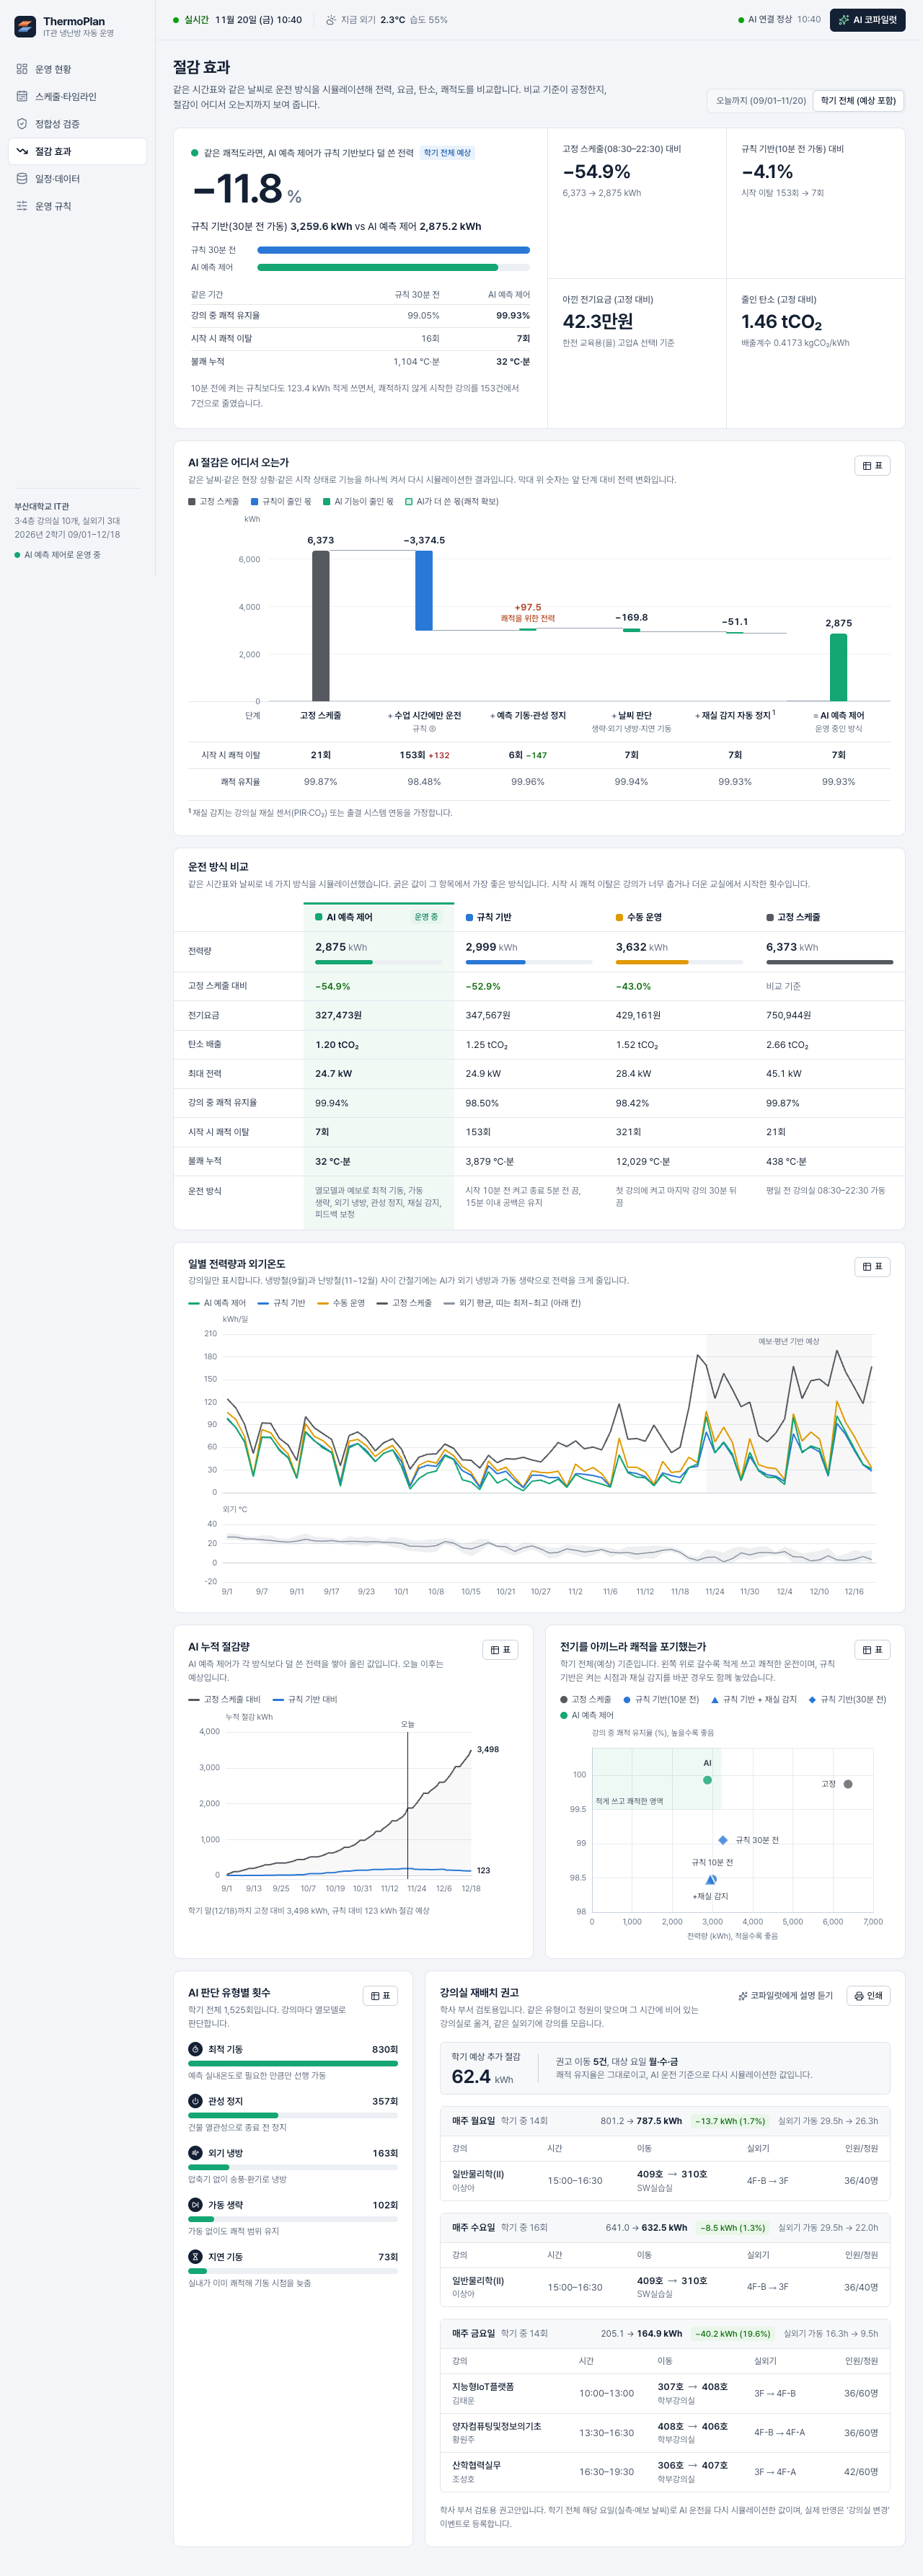 ThermoPlan
IT관 냉난방 자동 운영
운영 현황
스케줄·타임라인
정합성 검증
절감 효과
일정·데이터
운영 규칙
부산대학교 IT관
3·4층 강의실 10개, 실외기 3대
2026년 2학기 09/01–12/18
AI 예측 제어로 운영 중
실시간 11월 20일 (금) 10:40 지금 외기 2.3°C 습도 55%
AI 연결 정상 10:40 AI 코파일럿
절감 효과
같은 시간표와 같은 날씨로 운전 방식을 시뮬레이션해 전력, 요금, 탄소, 쾌적도를 비교합니다. 비교 기준이 공정한지,
절감이 어디서 오는지까지 보여 줍니다.
오늘까지 (09/01–11/20) 학기 전체 (예상 포함)
같은 쾌적도라면, AI 예측 제어가 규칙 기반보다 덜 쓴 전력 학기 전체 예상
−11.8 %
규칙 기반(30분 전 가동) 3,259.6 kWh vs AI 예측 제어 2,875.2 kWh
규칙 30분 전
AI 예측 제어
같은 기간 규칙 30분 전 AI 예측 제어
강의 중 쾌적 유지율 99.05% 99.93%
시작 시 쾌적 이탈 16회 7회
불쾌 누적 1,104 °C·분 32 °C·분
10분 전에 켜는 규칙보다도 123.4 kWh 적게 쓰면서, 쾌적하지 않게 시작한 강의를 153건에서
7건으로 줄였습니다.
고정 스케줄(08:30–22:30) 대비
−54.9%
6,373 → 2,875 kWh
규칙 기반(10분 전 가동) 대비
−4.1%
시작 이탈 153회 → 7회
아낀 전기요금 (고정 대비)
42.3만원
한전 교육용(을) 고압A 선택Ⅰ 기준
줄인 탄소 (고정 대비)
1.46 tCO₂
배출계수 0.4173 kgCO₂/kWh
AI 절감은 어디서 오는가
표
같은 날씨·같은 현장 상황·같은 시작 상태로 기능을 하나씩 켜서 다시 시뮬레이션한 결과입니다. 막대 위 숫자는 앞 단계 대비 전력 변화입니다.
고정 스케줄 규칙이 줄인 몫 AI 기능이 줄인 몫 AI가 더 쓴 몫(쾌적 확보)
kWh
6,373 −3,374.5
6,000
4,000
+97.5
쾌적을 위한 전력
−169.8
−51.1
2,875
2,000
0
단계 고정 스케줄 + 수업 시간에만 운전 + 예측 기동·관성 정지 + 날씨 판단 + 재실 감지 자동 정지 1 = AI 예측 제어
생략·외기 냉방·지연 기동 운영 중인 방식
시작 시 쾌적 이탈 21회 153회 +132 6회 −147 7회 7회 7회
쾌적 유지율 99.87% 98.48% 99.96% 99.94% 99.93% 99.93%
1 재실 감지는 강의실 재실 센서(PIR·CO₂) 또는 출결 시스템 연동을 가정합니다.
운전 방식 비교
같은 시간표와 날씨로 네 가지 방식을 시뮬레이션했습니다. 굵은 값이 그 항목에서 가장 좋은 방식입니다. 시작 시 쾌적 이탈은 강의가 너무 춥거나 더운 교실에서 시작한 횟수입니다.
AI 예측 제어 운영 중 규칙 기반 수동 운영 고정 스케줄
전력량 2,875 kWh 2,999 kWh 3,632 kWh 6,373 kWh
고정 스케줄 대비 −54.9% −52.9% −43.0% 비교 기준
전기요금 327,473원 347,567원 429,161원 750,944원
탄소 배출 1.20 tCO₂ 1.25 tCO₂ 1.52 tCO₂ 2.66 tCO₂
최대 전력 24.7 kW 24.9 kW 28.4 kW 45.1 kW
강의 중 쾌적 유지율 99.94% 98.50% 98.42% 99.87%
시작 시 쾌적 이탈 7회 153회 321회 21회
불쾌 누적 32 °C·분 3,879 °C·분 12,029 °C·분 438 °C·분
운전 방식 열모델과 예보로 최적 기동, 가동 시작 10분 전 켜고 종료 5분 전 끔, 첫 강의에 켜고 마지막 강의 30분 뒤 평일 전 강의실 08:30–22:30 가동
생략, 외기 냉방, 관성 정지, 재실 감지, 15분 이내 공백은 유지 끔
피드백 보정
일별 전력량과 외기온도
표
강의일만 표시합니다. 냉방철(9월)과 난방철(11–12월) 사이 간절기에는 AI가 외기 냉방과 가동 생략으로 전력을 크게 줄입니다.
AI 예측 제어 규칙 기반 수동 운영 고정 스케줄 외기 평균, 띠는 최저–최고 (아래 칸)
kWh/일
210
예보·평년 기반 예상
180
150
120
90
60
30
0
외기 °C
40
20
0
-20
9/1 9/7 9/11 9/17 9/23 10/1 10/8 10/15 10/21 10/27 11/2 11/6 11/12 11/18 11/24 11/30 12/4 12/10 12/16
AI 누적 절감량
표
AI 예측 제어가 각 방식보다 덜 쓴 전력을 쌓아 올린 값입니다. 오늘 이후는
예상입니다.
고정 스케줄 대비 규칙 기반 대비
누적 절감 kWh
오늘
4,000
3,498
3,000
2,000
1,000
123
0
9/1 9/13 9/25 10/7 10/19 10/31 11/12 11/24 12/6 12/18
학기 말(12/18)까지 고정 대비 3,498 kWh, 규칙 대비 123 kWh 절감 예상
전기를 아끼느라 쾌적을 포기했는가
표
학기 전체(예상) 기준입니다. 왼쪽 위로 갈수록 적게 쓰고 쾌적한 운전이며, 규칙
기반은 켜는 시점과 재실 감지를 바꾼 경우도 함께 놓았습니다.
고정 스케줄 규칙 기반(10분 전) 규칙 기반 + 재실 감지 규칙 기반(30분 전)
AI 예측 제어
강의 중 쾌적 유지율 (%), 높을수록 좋음
AI
100
고정
적게 쓰고 쾌적한 영역
99.5
99
규칙 30분 전
규칙 10분 전
98.5
+재실 감지
98
0 1,000 2,000 3,000 4,000 5,000 6,000 7,000
전력량 (kWh), 적을수록 좋음
AI 판단 유형별 횟수
표
학기 전체 1,525회입니다. 강의마다 열모델로
판단합니다.
최적 기동 830회
예측 실내온도로 필요한 만큼만 선행 가동
관성 정지 357회
건물 열관성으로 종료 전 정지
외기 냉방 163회
압축기 없이 송풍·환기로 냉방
가동 생략 102회
가동 없이도 쾌적 범위 유지
지연 기동 73회
실내가 이미 쾌적해 기동 시점을 늦춤
강의실 재배치 권고
코파일럿에게 설명 듣기 인쇄
학사 부서 검토용입니다. 같은 유형이고 정원이 맞으며 그 시간에 비어 있는
강의실로 옮겨, 같은 실외기에 강의를 모읍니다.
학기 예상 추가 절감
62.4 kWh
권고 이동 5건, 대상 요일 월·수·금
쾌적 유지율은 그대로이고, AI 운전 기준으로 다시 시뮬레이션한 값입니다.
매주 월요일 학기 중 14회 801.2 → 787.5 kWh −13.7 kWh (1.7%) 실외기 가동 29.5h → 26.3h
강의 시간 이동 실외기 인원/정원
일반물리학(II) 15:00–16:30 409호 → 310호 4F-B → 3F 36/40명
이상아 SW실습실
매주 수요일 학기 중 16회 641.0 → 632.5 kWh −8.5 kWh (1.3%) 실외기 가동 29.5h → 22.0h
강의 시간 이동 실외기 인원/정원
일반물리학(II) 15:00–16:30 409호 → 310호 4F-B → 3F 36/40명
이상아 SW실습실
매주 금요일 학기 중 14회 205.1 → 164.9 kWh −40.2 kWh (19.6%) 실외기 가동 16.3h → 9.5h
강의 시간 이동 실외기 인원/정원
지능형IoT플랫폼 10:00–13:00 307호 → 408호 3F → 4F-B 36/60명
김태운 학부강의실
양자컴퓨팅및정보의기초 13:30–16:30 408호 → 406호 4F-B → 4F-A 36/60명
황원주 학부강의실
산학협력실무 16:30–19:30 306호 → 407호 3F → 4F-A 42/60명
조성호 학부강의실
학사 부서 검토용 권고안입니다. 학기 전체 해당 요일(실측·예보 날씨)로 AI 운전을 다시 시뮬레이션한 값이며, 실제 반영은 '강의실 변경'
이벤트로 등록합니다.